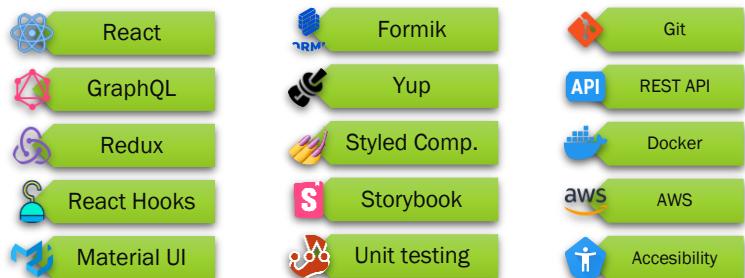 React
GraphQL
Redux
React Hooks
Material UI
FORMI
Formik
Yup
Styled Comp.
S
Storybook
Unit testing
Git
API
REST API
Docker
aws
AWS
Accesibility